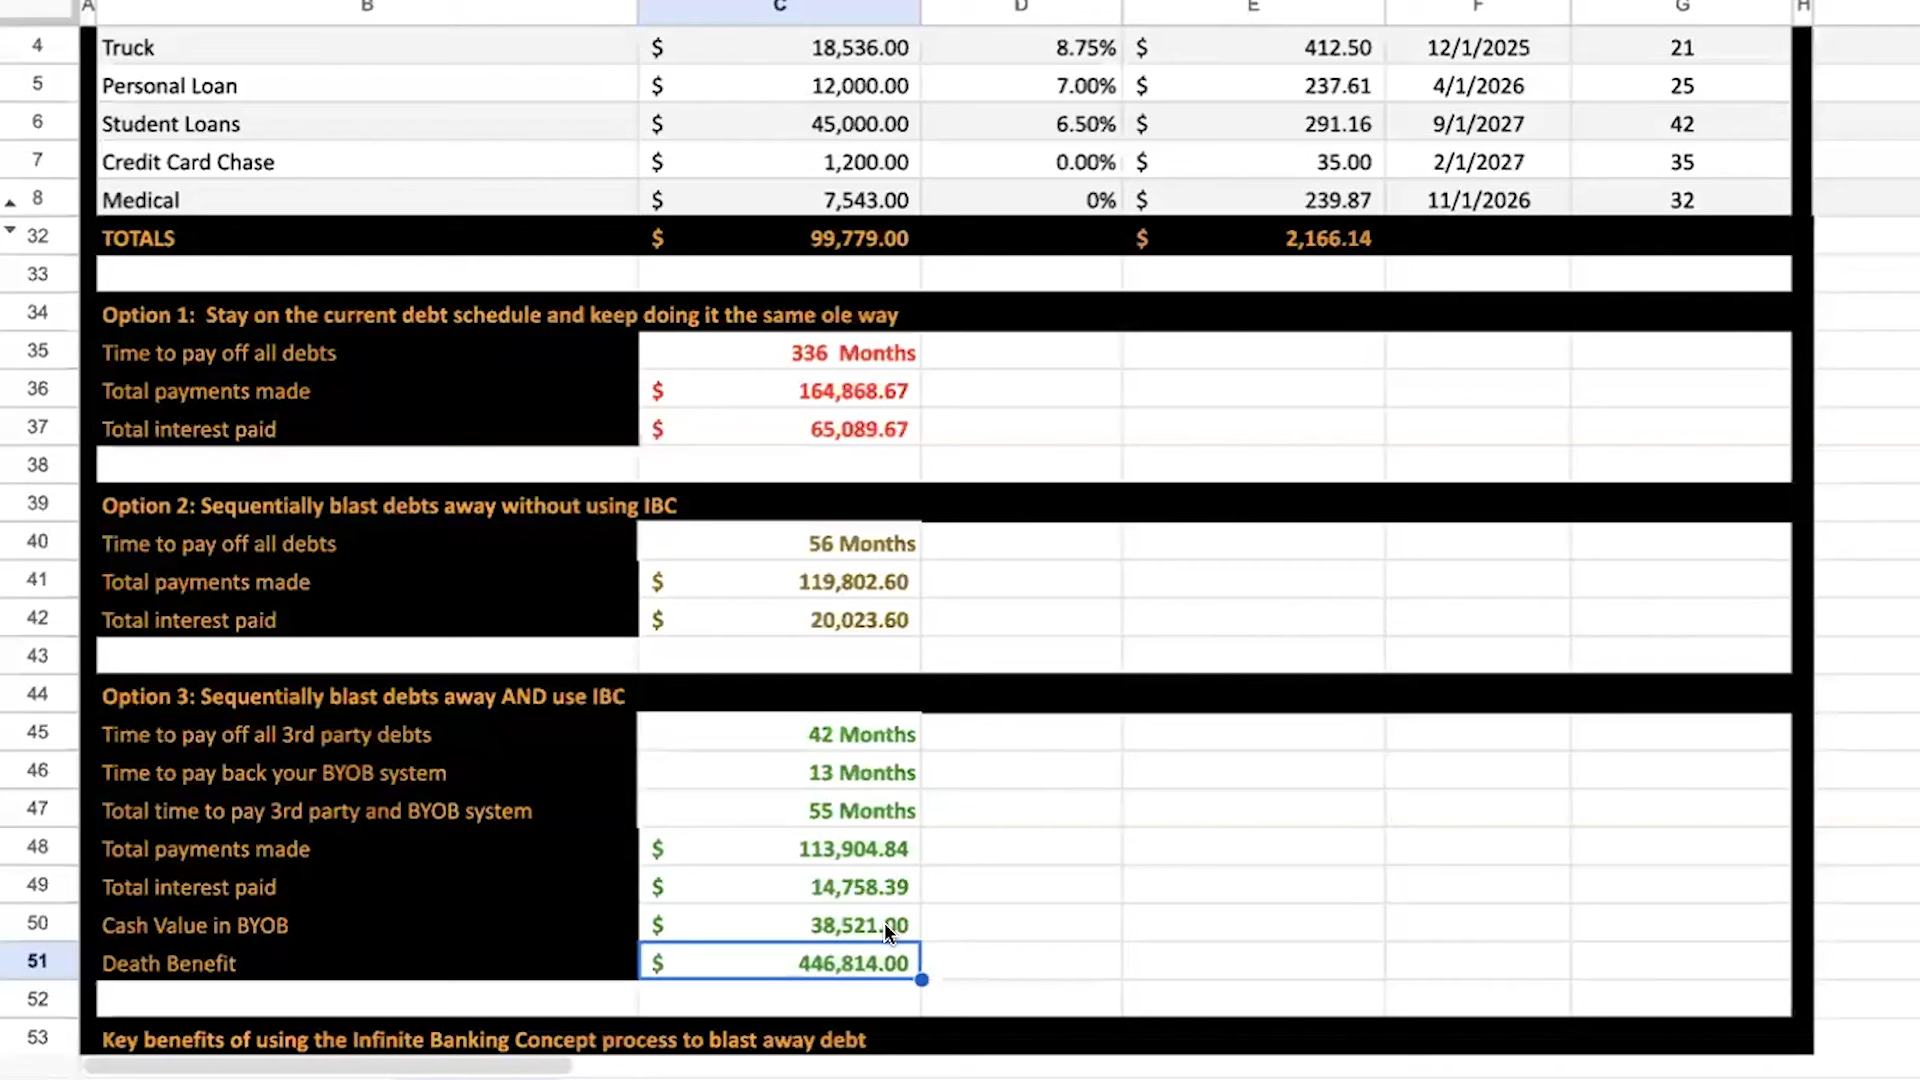 A B C D E F G H
4 Truck $ 18,536.00 8.75% $ 412.50 12/1/2025 21
5 Personal Loan $ 12,000.00 7.00% $ 237.61 4/1/2026 25
6 Student Loans $ 45,000.00 6.50% $ 291.16 9/1/2027 42
7 Credit Card Chase $ 1,200.00 0.00% $ 35.00 2/1/2027 35
8 Medical $ 7,543.00 0% $ 239.87 11/1/2026 32
32 TOTALS $ 99,779.00 $ 2,166.14
33
34 Option 1: Stay on the current debt schedule and keep doing it the same ole way
35 Time to pay off all debts 336 Months
36 Total payments made $ 164,868.67
37 Total interest paid $ 65,089.67
38
39 Option 2: Sequentially blast debts away without using IBC
40 Time to pay off all debts 56 Months
41 Total payments made $ 119,802.60
42 Total interest paid $ 20,023.60
43
44 Option 3: Sequentially blast debts away AND use IBC
45 Time to pay off all 3rd party debts 42 Months
46 Time to pay back your BYOB system 13 Months
47 Total time to pay 3rd party and BYOB system 55 Months
48 Total payments made $ 113,904.84
49 Total interest paid $ 14,758.39
50 Cash Value in BYOB $ 38,521.00
51 Death Benefit $ 446,814.00
52
53 Key benefits of using the Infinite Banking Concept process to blast away debt